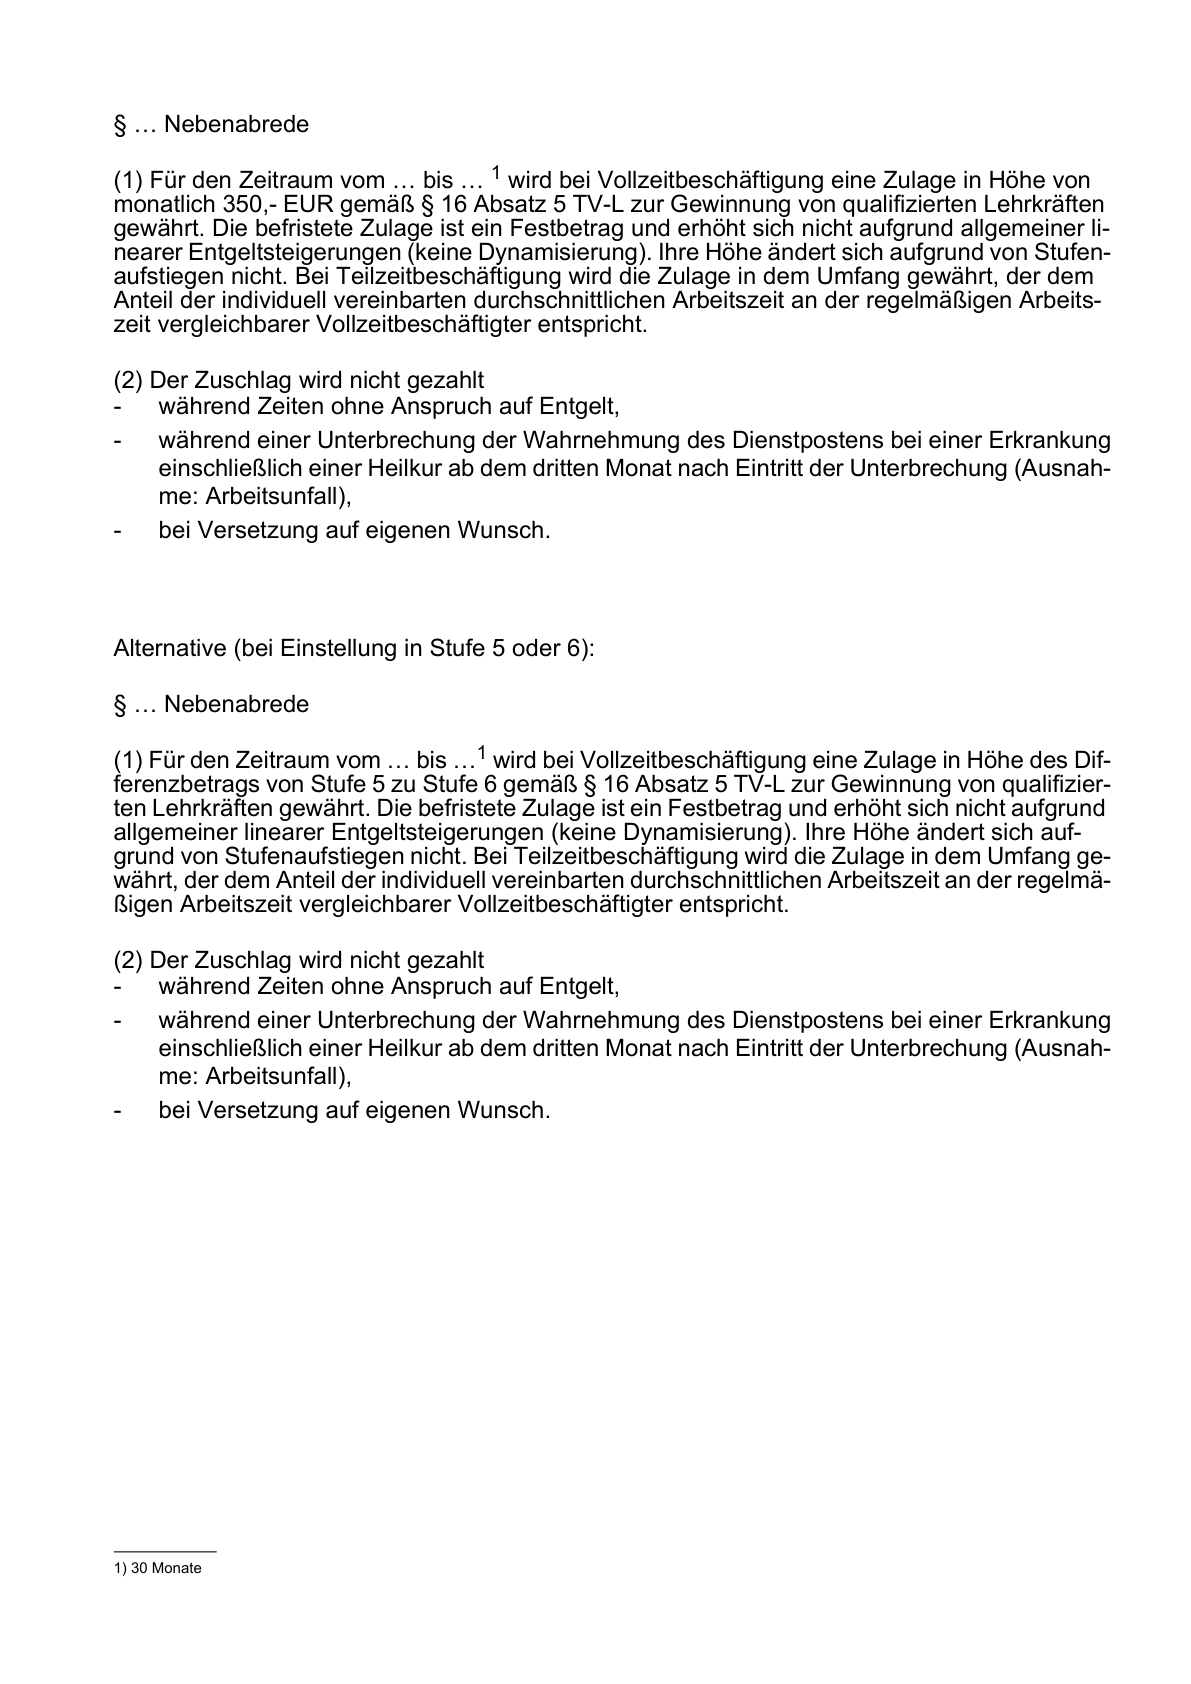 § … Nebenabrede
(1) Für den Zeitraum vom … bis … 1 wird bei Vollzeitbeschäftigung eine Zulage in Höhe von
monatlich 350,- EUR gemäß § 16 Absatz 5 TV-L zur Gewinnung von qualifizierten Lehrkräften
gewährt. Die befristete Zulage ist ein Festbetrag und erhöht sich nicht aufgrund allgemeiner li-
nearer Entgeltsteigerungen (keine Dynamisierung). Ihre Höhe ändert sich aufgrund von Stufen-
aufstiegen nicht. Bei Teilzeitbeschäftigung wird die Zulage in dem Umfang gewährt, der dem
Anteil der individuell vereinbarten durchschnittlichen Arbeitszeit an der regelmäßigen Arbeits-
zeit vergleichbarer Vollzeitbeschäftigter entspricht.
(2) Der Zuschlag wird nicht gezahlt
- während Zeiten ohne Anspruch auf Entgelt,
- während einer Unterbrechung der Wahrnehmung des Dienstpostens bei einer Erkrankung
einschließlich einer Heilkur ab dem dritten Monat nach Eintritt der Unterbrechung (Ausnah-
me: Arbeitsunfall),
- bei Versetzung auf eigenen Wunsch.
Alternative (bei Einstellung in Stufe 5 oder 6):
§ … Nebenabrede
(1) Für den Zeitraum vom … bis …1 wird bei Vollzeitbeschäftigung eine Zulage in Höhe des Dif-
ferenzbetrags von Stufe 5 zu Stufe 6 gemäß § 16 Absatz 5 TV-L zur Gewinnung von qualifizier-
ten Lehrkräften gewährt. Die befristete Zulage ist ein Festbetrag und erhöht sich nicht aufgrund
allgemeiner linearer Entgeltsteigerungen (keine Dynamisierung). Ihre Höhe ändert sich auf-
grund von Stufenaufstiegen nicht. Bei Teilzeitbeschäftigung wird die Zulage in dem Umfang ge-
währt, der dem Anteil der individuell vereinbarten durchschnittlichen Arbeitszeit an der regelmä-
ßigen Arbeitszeit vergleichbarer Vollzeitbeschäftigter entspricht.
(2) Der Zuschlag wird nicht gezahlt
- während Zeiten ohne Anspruch auf Entgelt,
- während einer Unterbrechung der Wahrnehmung des Dienstpostens bei einer Erkrankung
einschließlich einer Heilkur ab dem dritten Monat nach Eintritt der Unterbrechung (Ausnah-
me: Arbeitsunfall),
- bei Versetzung auf eigenen Wunsch.
1) 30 Monate